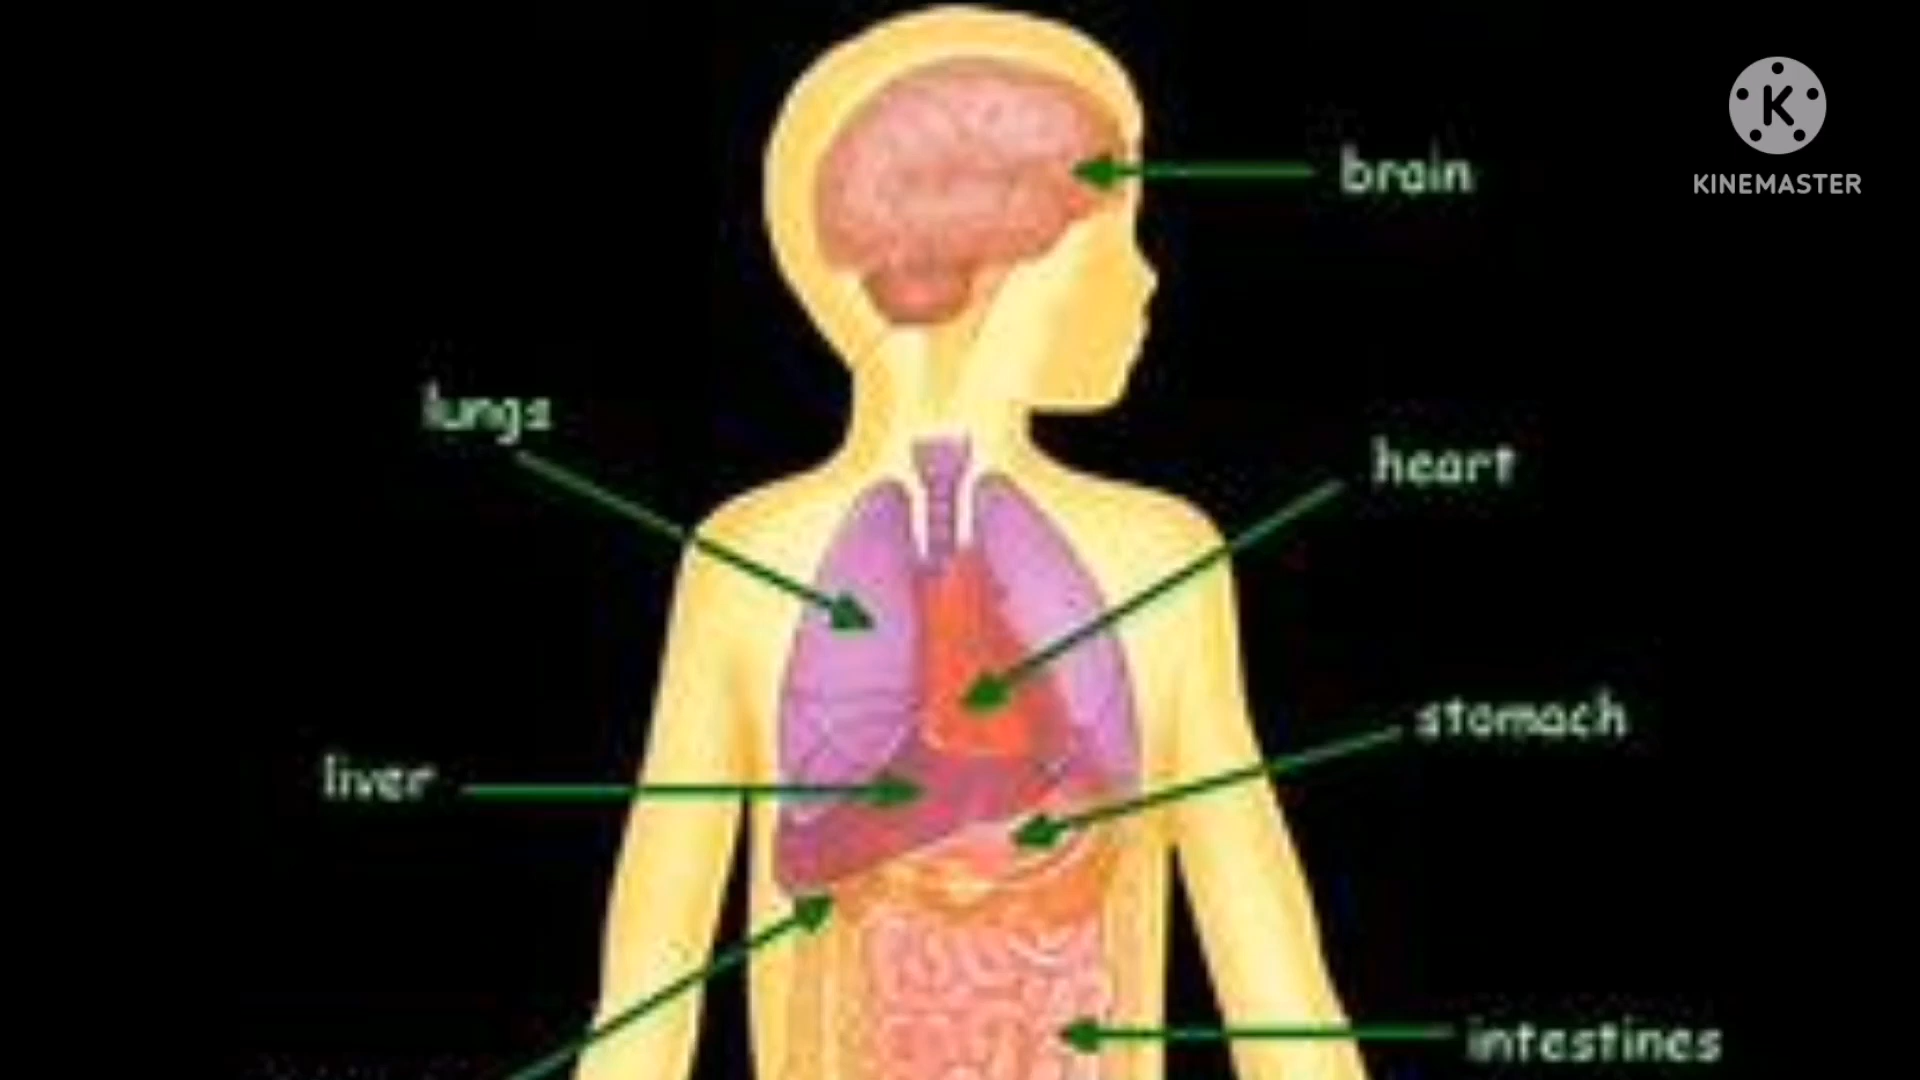 brain
K
KINEMASTER
lungs
heart
stomach
liver
intestines